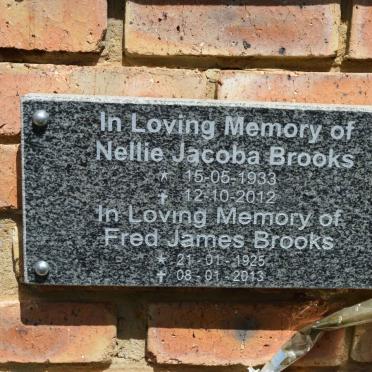 In Loving Memory of
Nellie Jacoba Brooks
* 15-05-1933
✝ 12-10-2012
In Loving Memory of
Fred James Brooks
* 21-01-1925
✝ 08-01-2013